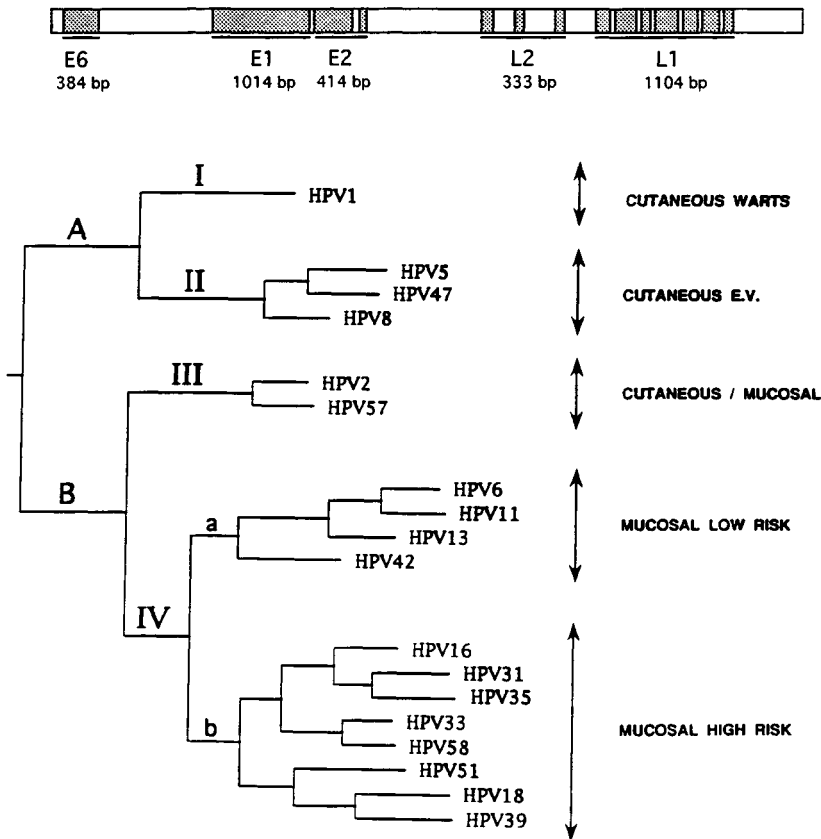 E6 E1 E2 L2 L1
384 bp 1014 bp 414 bp 333 bp 1104 bp
I
HPV1
CUTANEOUS WARTS
A
II
HPV5
HPV47
HPV8
CUTANEOUS E.V.
III
HPV2
HPV57
CUTANEOUS / MUCOSAL
B
a
HPV6
HPV11
HPV13
HPV42
MUCOSAL LOW RISK
IV
HPV16
HPV31
HPV35
b
HPV33
HPV58
MUCOSAL HIGH RISK
HPV51
HPV18
HPV39